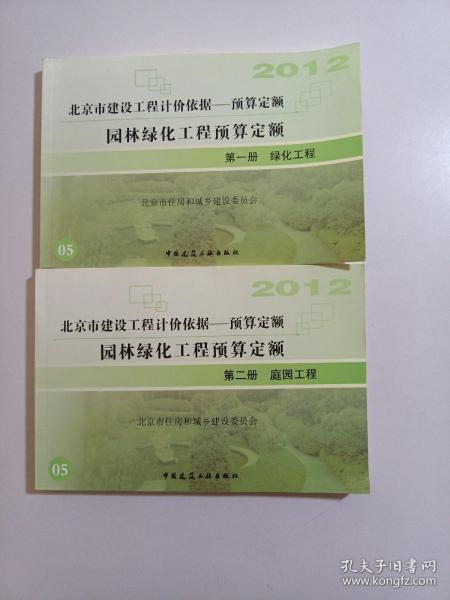 2012
北京市建设工程计价依据——预算定额
园林绿化工程预算定额
第一册 绿化工程
北京市住房和城乡建设委员会
05
中国建筑工业出版社
2012
北京市建设工程计价依据——预算定额
园林绿化工程预算定额
第二册 庭园工程
北京市住房和城乡建设委员会
05
中国建筑工业出版社
孔夫子旧书网
www.kongfz.com